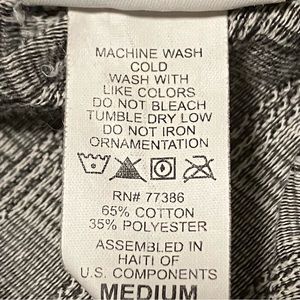 MACHINE WASH
COLD
WASH WITH
LIKE COLORS
DO NOT BLEACH
TUMBLE DRY LOW
DO NOT IRON
ORNAMENTATION
RN# 77386
65% COTTON
35% POLYESTER
ASSEMBLED IN
HAITI OF
U.S. COMPONENTS
MEDIUM